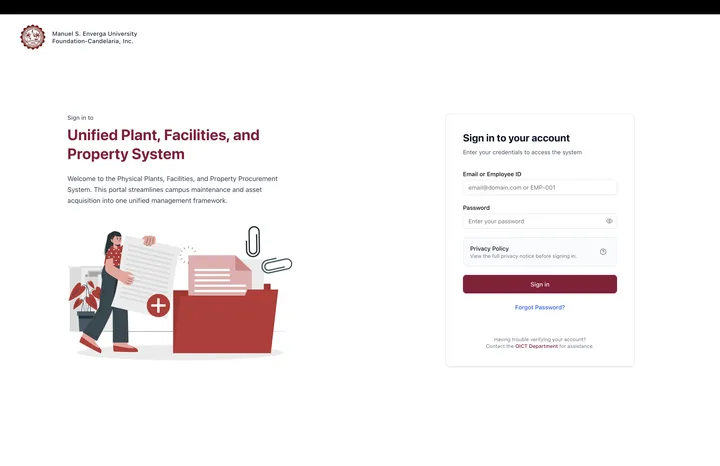 Manuel S. Enverga University
Foundation-Candelaria, Inc.
Sign in to
Unified Plant, Facilities, and
Property System
Welcome to the Physical Plants, Facilities, and Property Procurement
System. This portal streamlines campus maintenance and asset
acquisition into one unified management framework.
Sign in to your account
Enter your credentials to access the system
Email or Employee ID
email@domain.com or EMP-001
Password
Enter your password
Privacy Policy
View the full privacy notice before signing in.
Sign in
Forgot Password?
Having trouble verifying your account?
Contact the OICT Department for assistance.